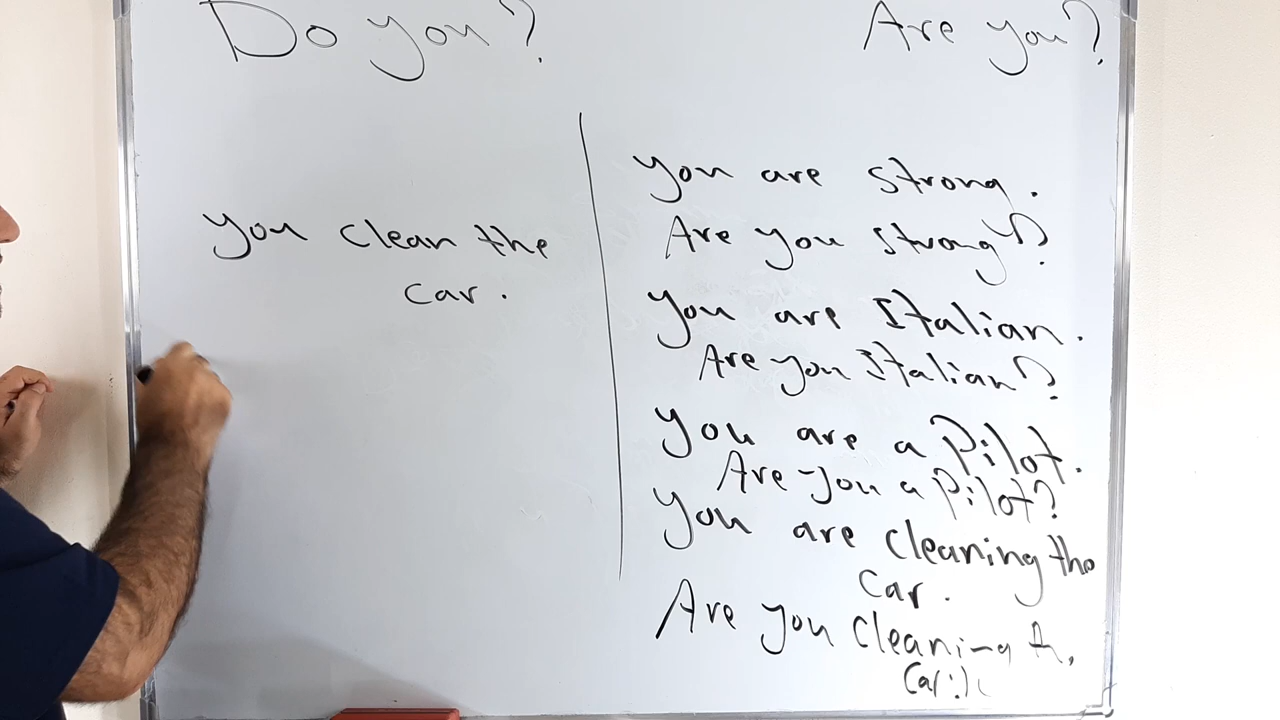 Do you?
Are you?
you clean the
car.
you are strong.
Are you strong?
you are Italian.
Are you Italian?
you are a Pilot.
Are you a Pilot?
you are cleaning the
car.
Are you cleaning
car